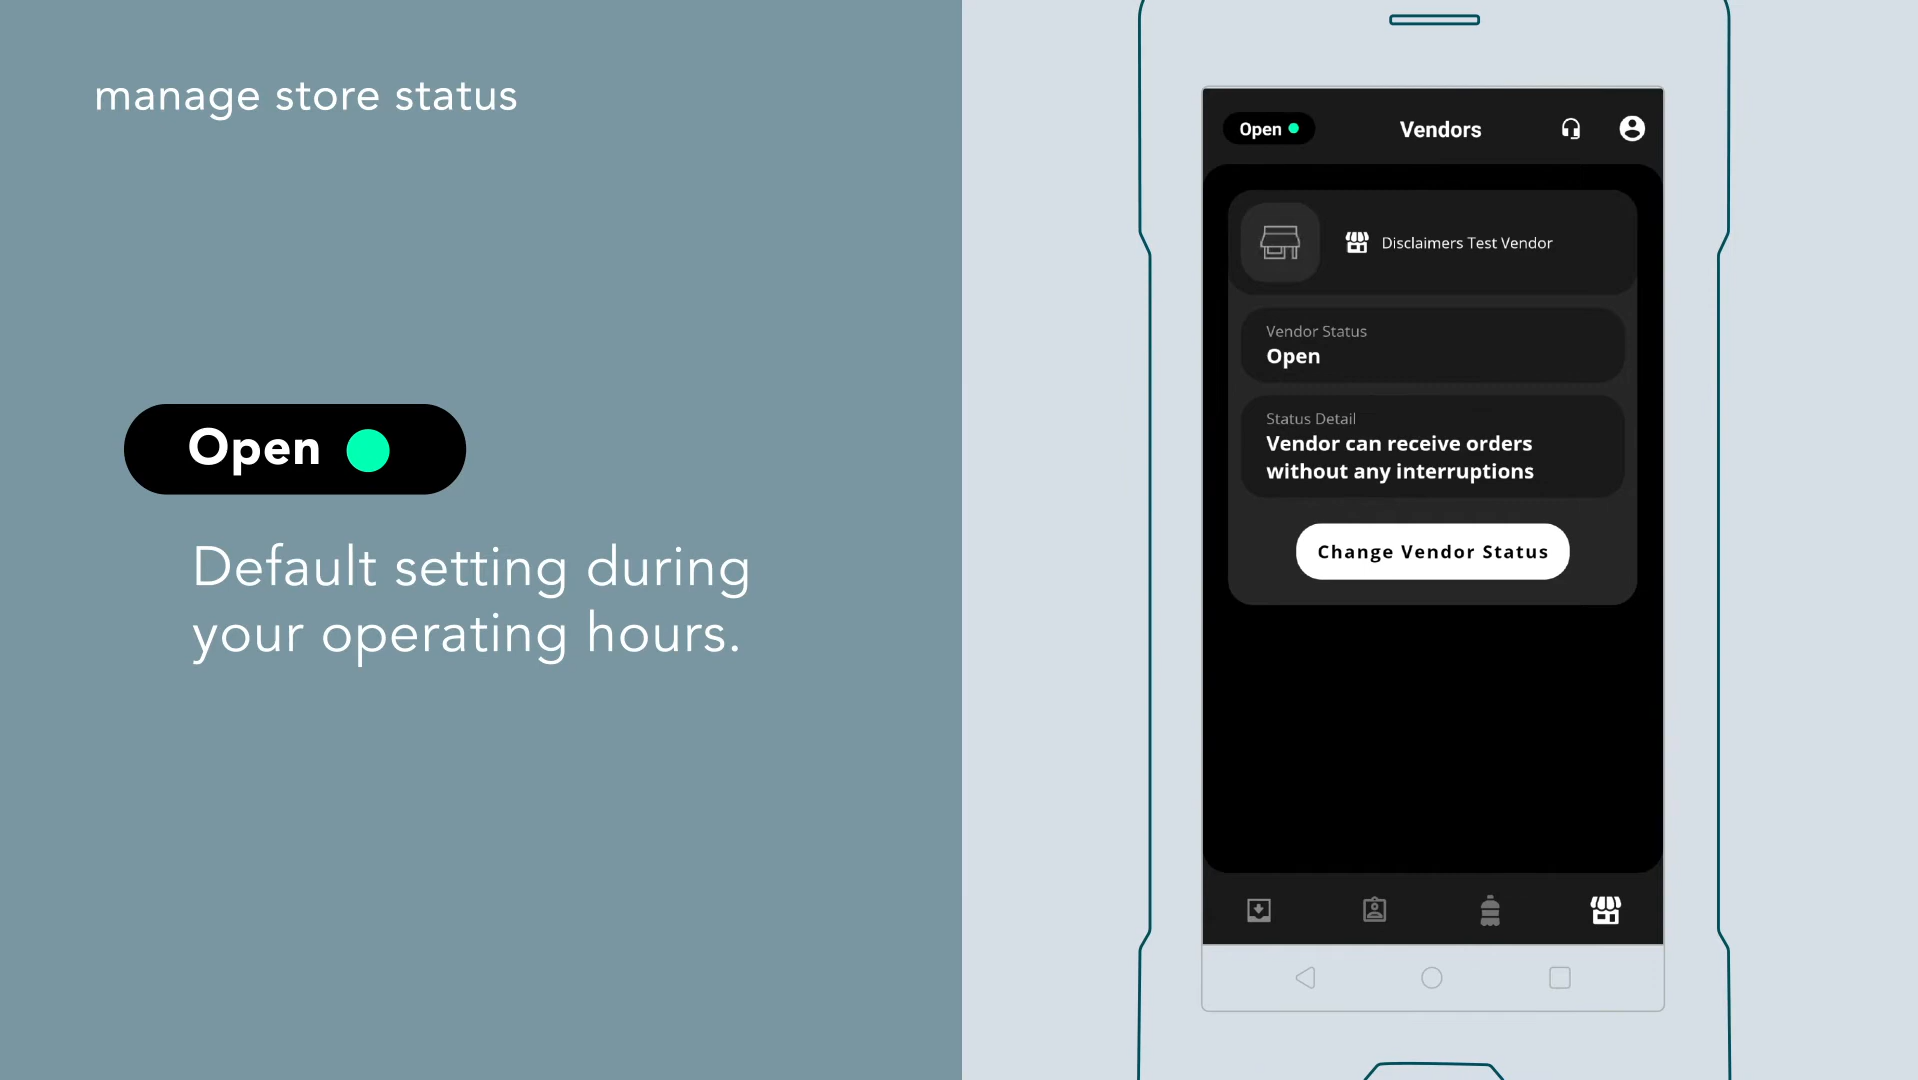 manage store status
Open
Default setting during
your operating hours.
Open
Vendors
Disclaimers Test Vendor
Vendor Status
Open
Status Detail
Vendor can receive orders
without any interruptions
Change Vendor Status